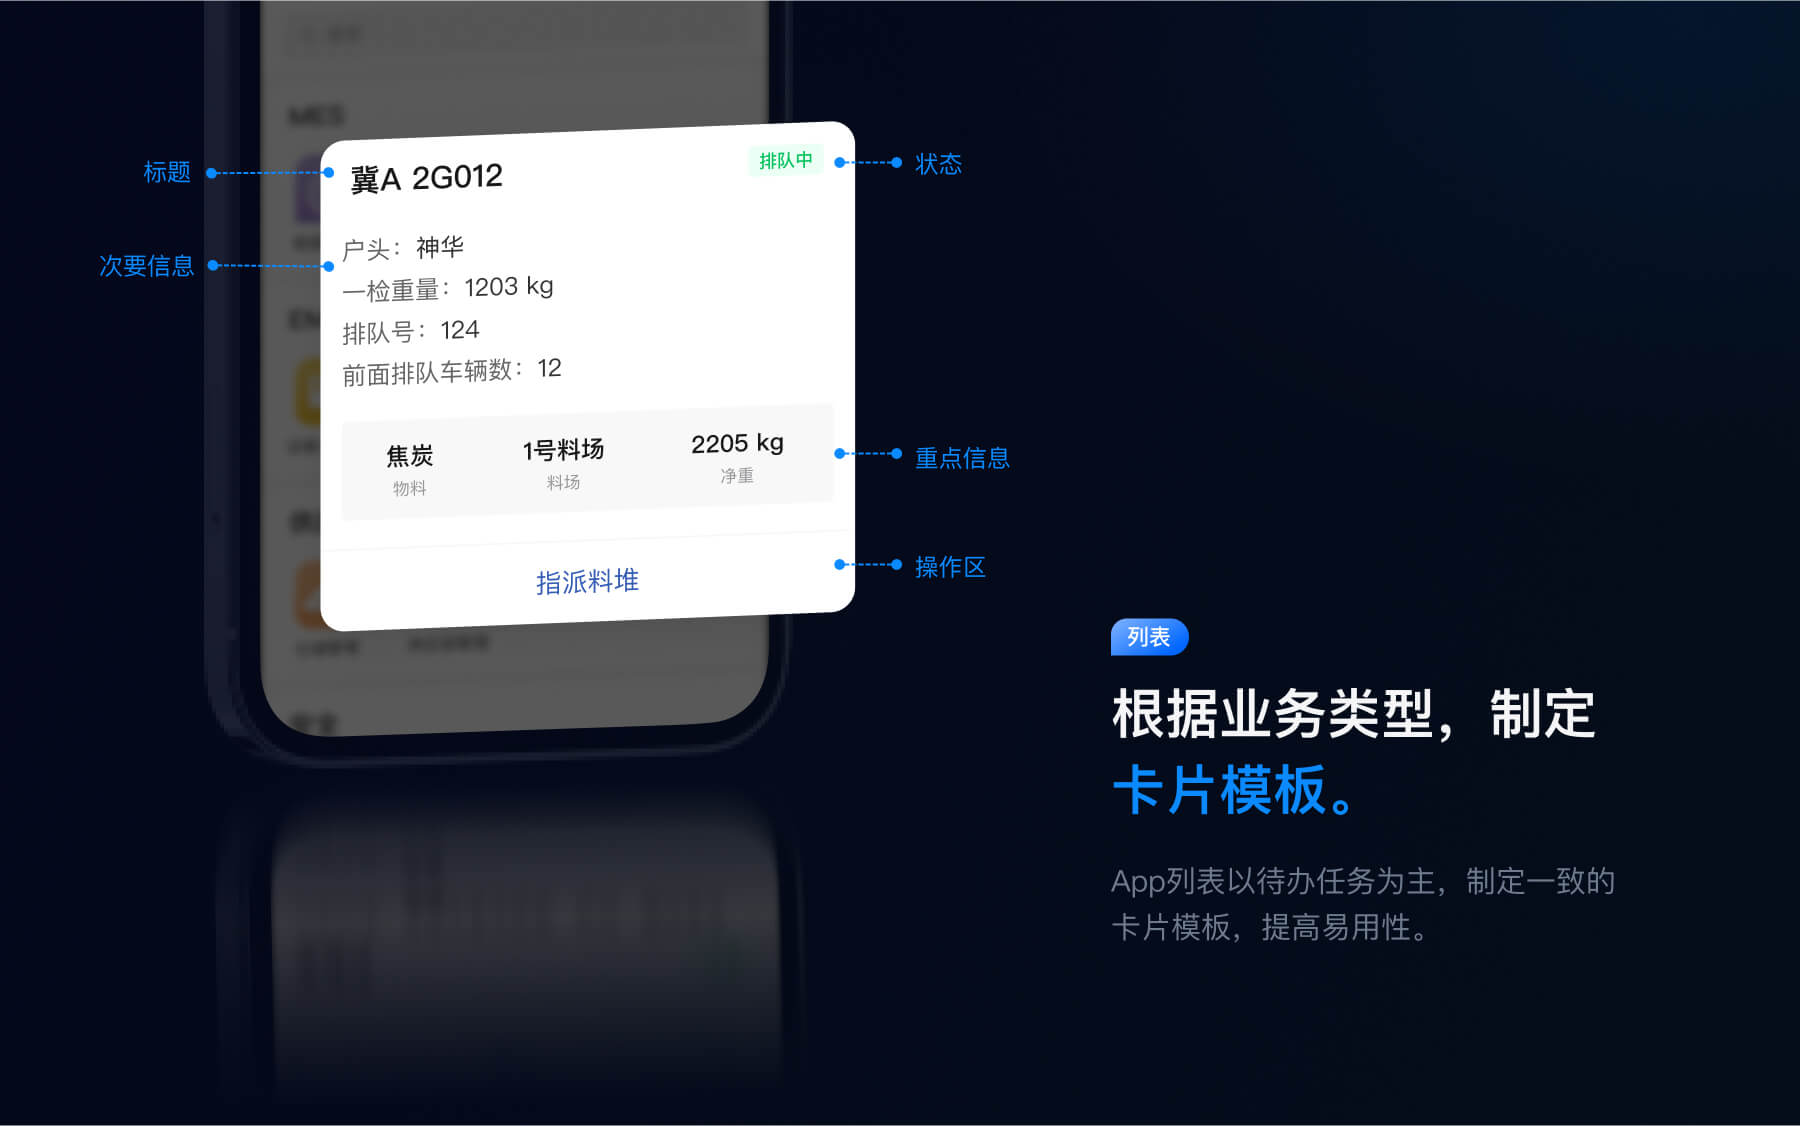 MES
标题
冀A 2G012
排队中
状态
次要信息
户头：神华
一检重量：1203 kg
排队号：124
前面排队车辆数：12
焦炭
物料
1号料场
料场
2205 kg
净重
重点信息
指派料堆
操作区
列表
根据业务类型，制定
卡片模板。
App列表以待办任务为主，制定一致的
卡片模板，提高易用性。